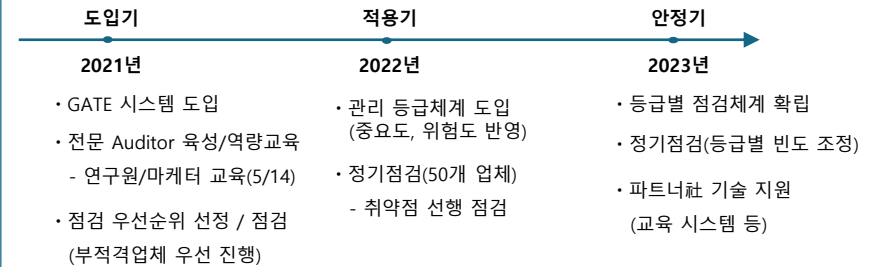 도입기
적용기
안정기
2021년
2022년
2023년
· GATE 시스템 도입
· 전문 Auditor 육성/역량교육
- 연구원/마케터 교육(5/14)
· 점검 우선순위 선정 / 점검
(부적격업체 우선 진행)
· 관리 등급체계 도입
(중요도, 위험도 반영)
· 정기점검(50개 업체)
- 취약점 선행 점검
· 등급별 점검체계 확립
· 정기점검(등급별 빈도 조정)
· 파트너社 기술 지원
(교육 시스템 등)